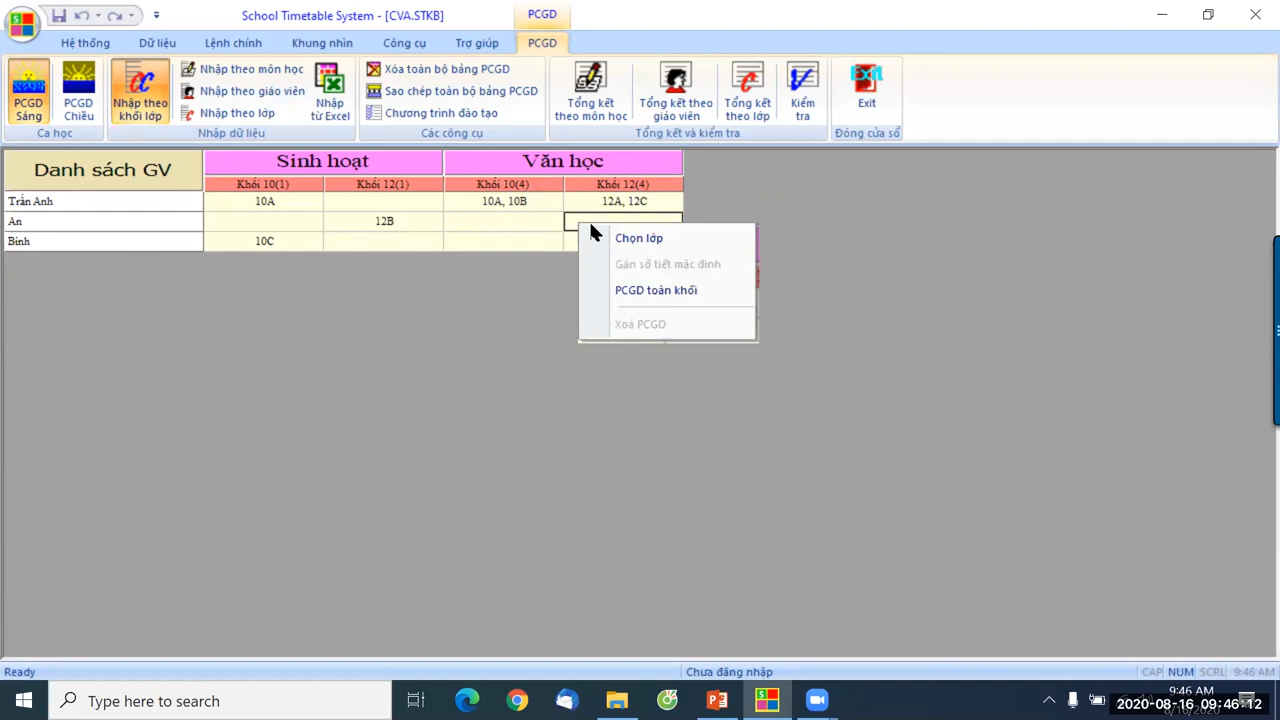 School Timetable System - [CVA.STKB]
PCGD
Hệ thống Dữ liệu Lệnh chính Khung nhìn Công cụ Trợ giúp PCGD
PCGD Sáng
PCGD Chiều
Nhập theo khối lớp
Nhập theo môn học
Nhập theo giáo viên
Nhập theo lớp
Nhập từ Excel
Xóa toàn bộ bảng PCGD
Sao chép toàn bộ bảng PCGD
Chương trình đào tạo
Tổng kết theo môn học
Tổng kết theo giáo viên
Tổng kết theo lớp
Kiểm tra
Exit
Exit
Ca học Nhập dữ liệu Các công cụ Tổng kết và kiểm tra Đóng cửa sổ
Danh sách GV Sinh hoạt Văn học
Khối 10(1) Khối 12(1) Khối 10(4) Khối 12(4)
Trần Anh 10A 10A, 10B 12A, 12C
An 12B
Bình 10C
Chọn lớp
Gán số tiết mặc định
PCGD toàn khối
Xoá PCGD
Ready Chưa đăng nhập CAP NUM SCRL 9:46 AM
Type here to search
9:46 AM
2020-08-16 09:46:12